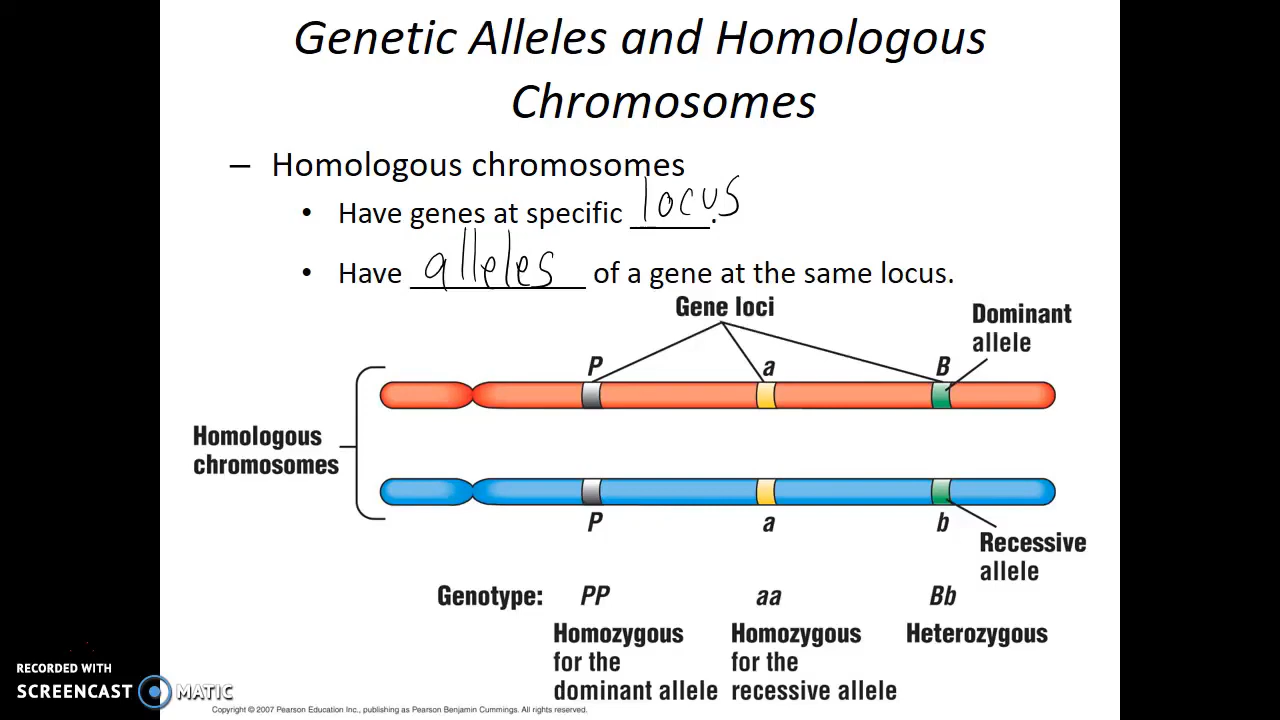 Genetic Alleles and Homologous
Chromosomes
– Homologous chromosomes
• Have genes at specific locus.
• Have alleles of a gene at the same locus.
Gene loci
Dominant
allele
P a B
Homologous
chromosomes
P a b
Recessive
allele
Genotype: PP aa Bb
Homozygous
for the
dominant allele
Homozygous
for the
recessive allele
Heterozygous
RECORDED WITH
SCREENCAST MATIC
Copyright © 2007 Pearson Education Inc., publishing as Pearson Benjamin Cummings. All rights reserved.